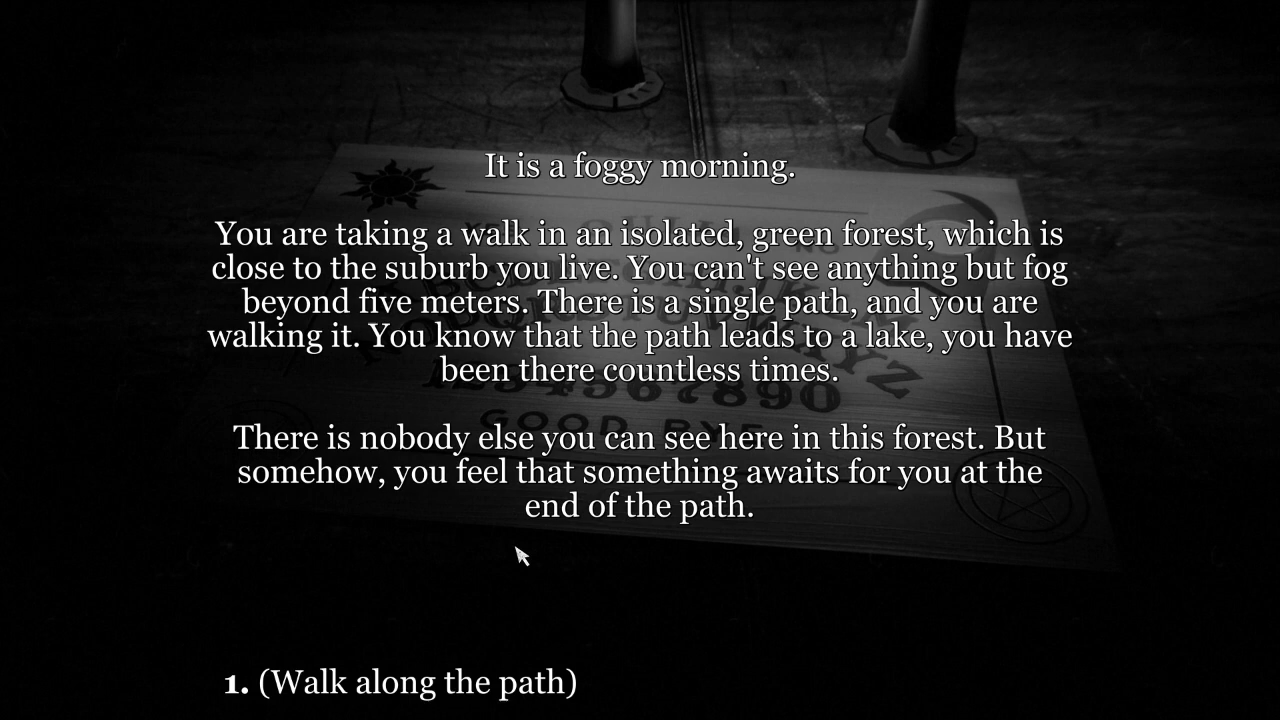 It is a foggy morning.
You are taking a walk in an isolated, green forest, which is
close to the suburb you live. You can't see anything but fog
beyond five meters. There is a single path, and you are
walking it. You know that the path leads to a lake, you have
been there countless times.
There is nobody else you can see here in this forest. But
somehow, you feel that something awaits for you at the
end of the path.
1. (Walk along the path)
1234567890
GOOD BYE